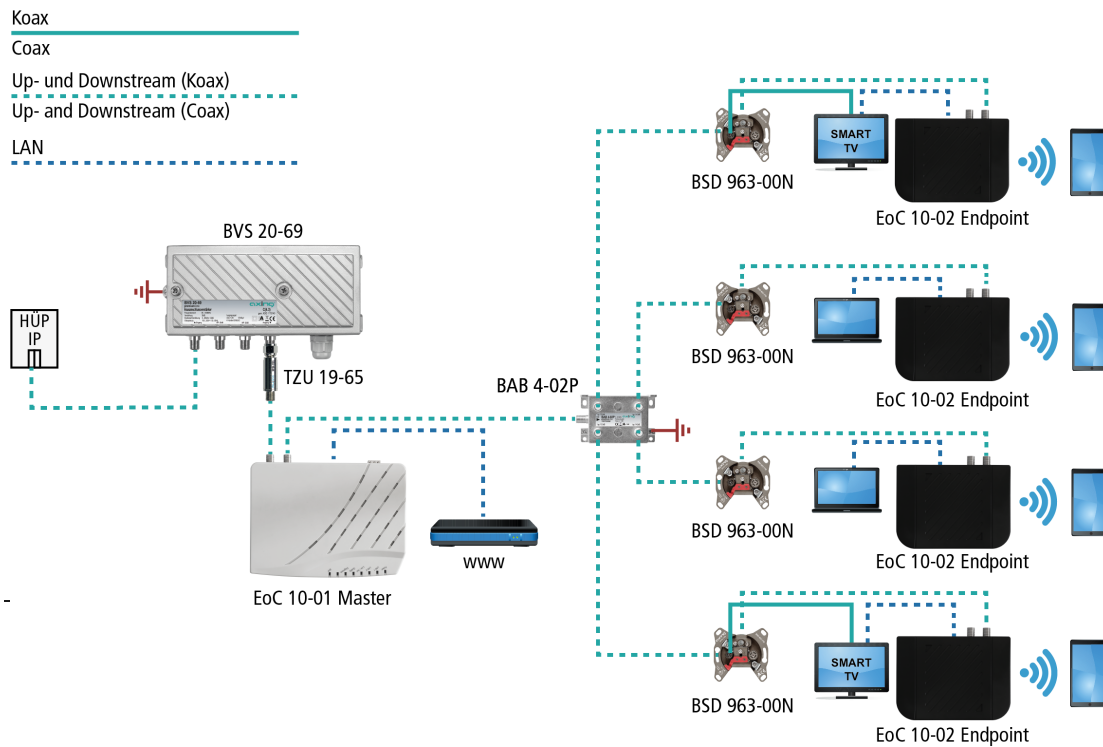 Koax
Coax
Up- und Downstream (Koax)
Up- and Downstream (Coax)
LAN
BVS 20-69
axing
HÜP
IP
TZU 19-65
BAB 4-02P
EoC 10-01 Master
www
SMART
TV
BSD 963-00N
EoC 10-02 Endpoint
BSD 963-00N
EoC 10-02 Endpoint
BSD 963-00N
EoC 10-02 Endpoint
SMART
TV
BSD 963-00N
EoC 10-02 Endpoint
-